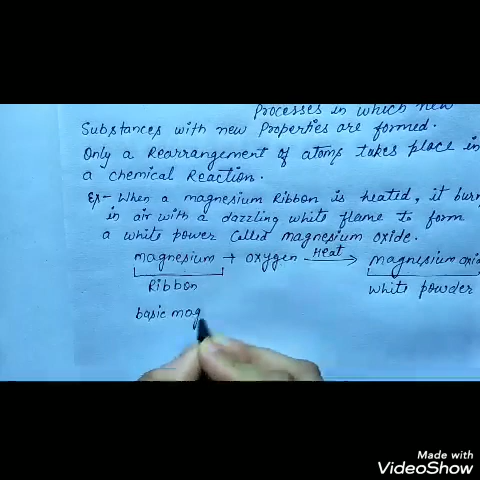 Processes in which new
Substances with new Properties are formed.
Only a Rearrangement of atoms takes place in
a chemical Reaction.
Ex- When a magnesium Ribbon is heated, it burn
in air with a dazzling white flame to form
a white power Called magnesium oxide.
magnesium + oxygen Heat → magnesium oxid
Ribbon white powder
basic mag
Made with
VideoShow